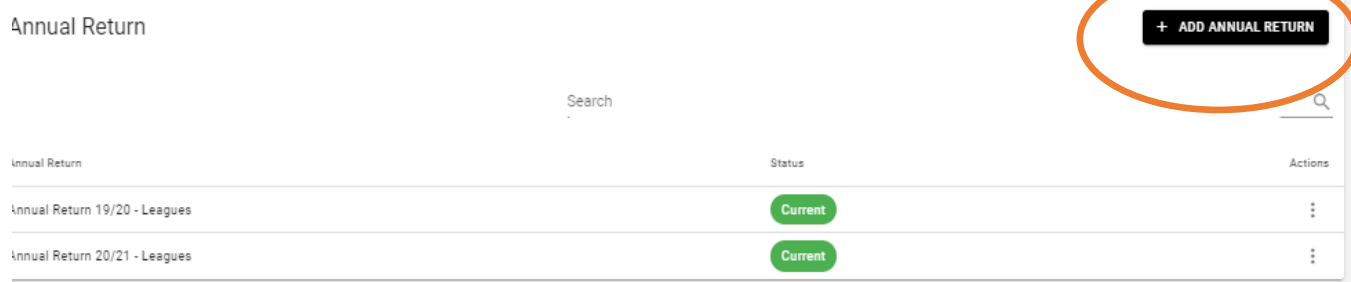 Annual Return
+ ADD ANNUAL RETURN
Search
Annual Return Status Actions
Annual Return 19/20 - Leagues Current
Annual Return 20/21 - Leagues Current